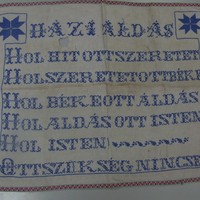 HÁZI ÁLDÁS
HOL HIT OTT SZERETET
HOL SZERETET OTT BÉKE
HOL BÉKE OTT ÁLDÁS
HOL ÁLDÁS OTT ISTEN
HOL ISTEN
OTT SZÜKSÉG NINCSE